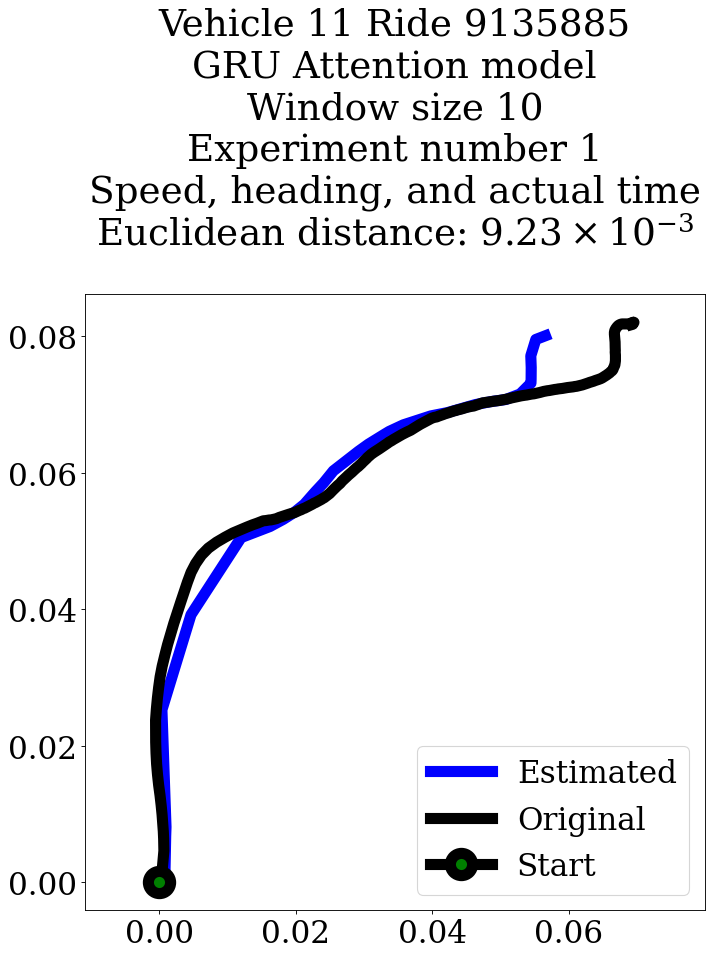 Vehicle 11 Ride 9135885
GRU Attention model
Window size 10
Experiment number 1
Speed, heading, and actual time
Euclidean distance: 9.23 × 10⁻³
0.08
0.06
0.04
0.02
0.00
Estimated
Original
Start
0.00 0.02 0.04 0.06